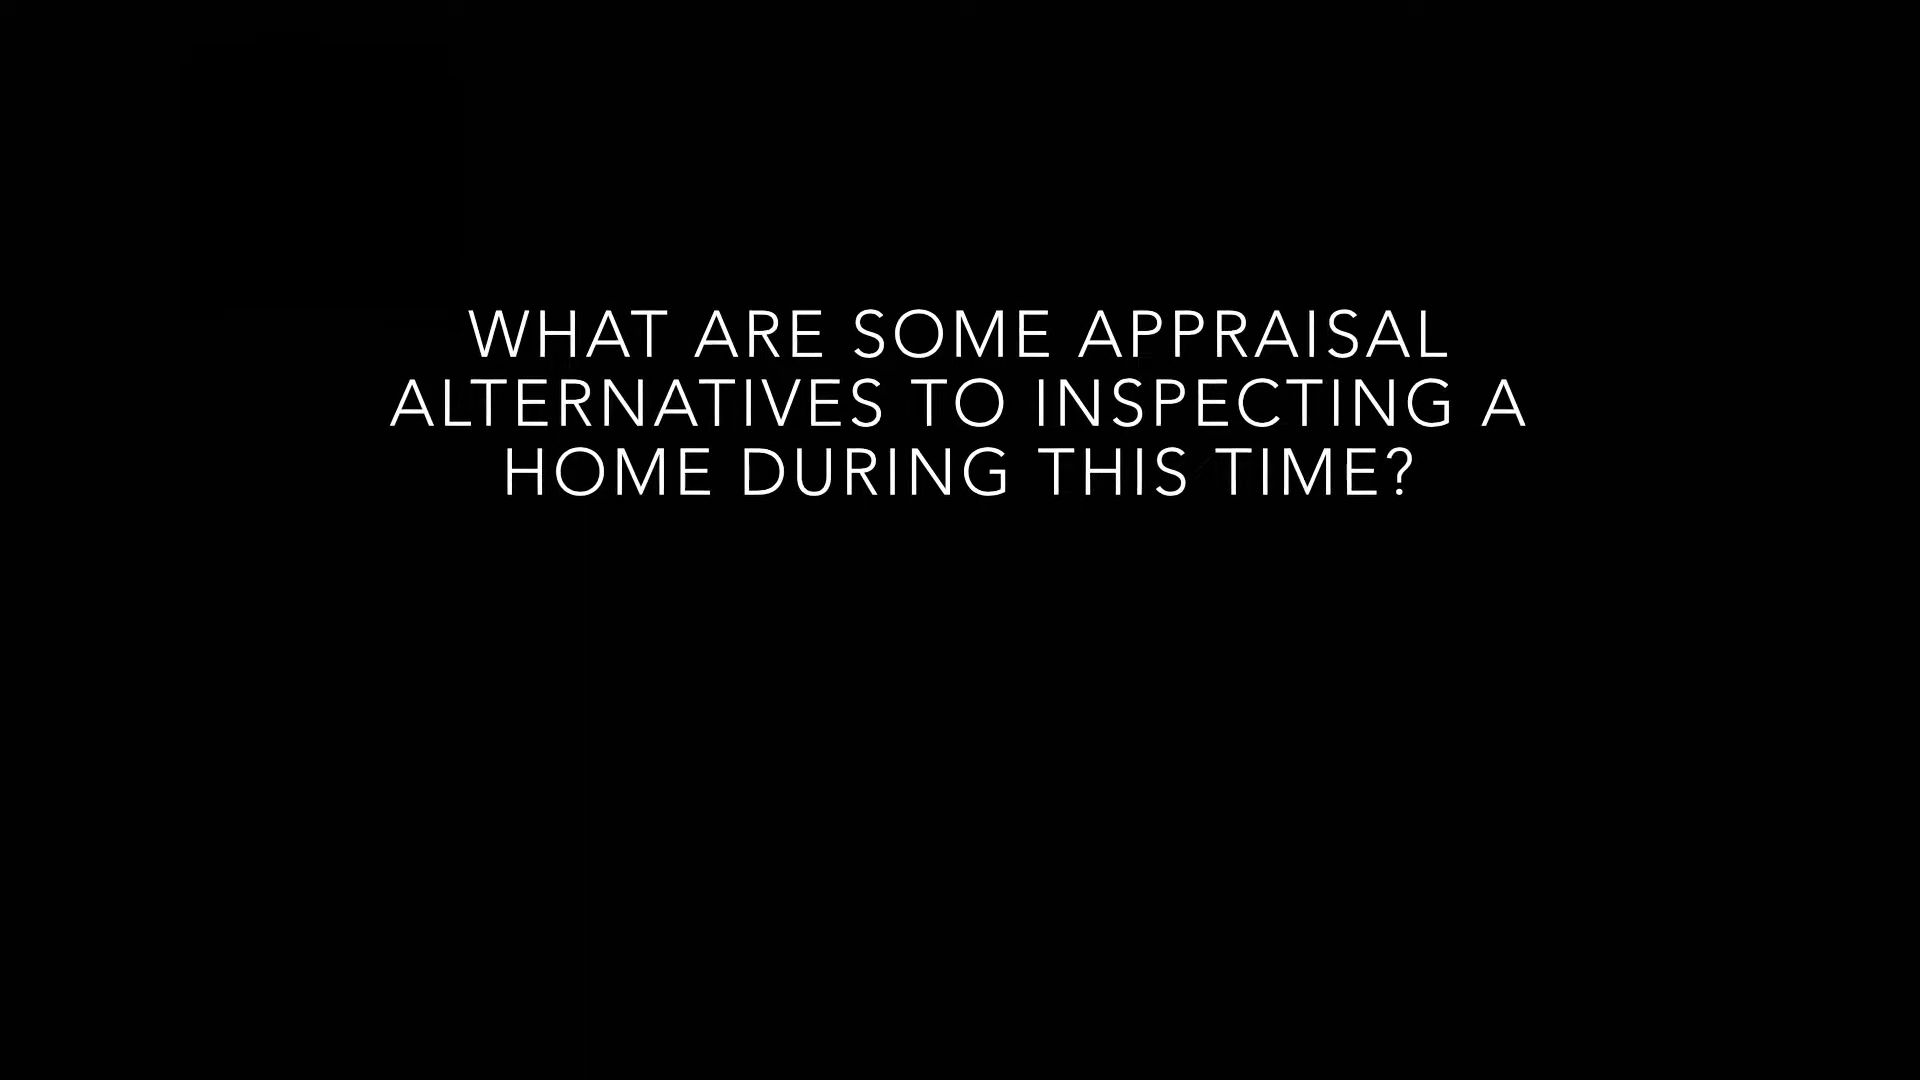 WHAT ARE SOME APPRAISAL
ALTERNATIVES TO INSPECTING A
HOME DURING THIS TIME?